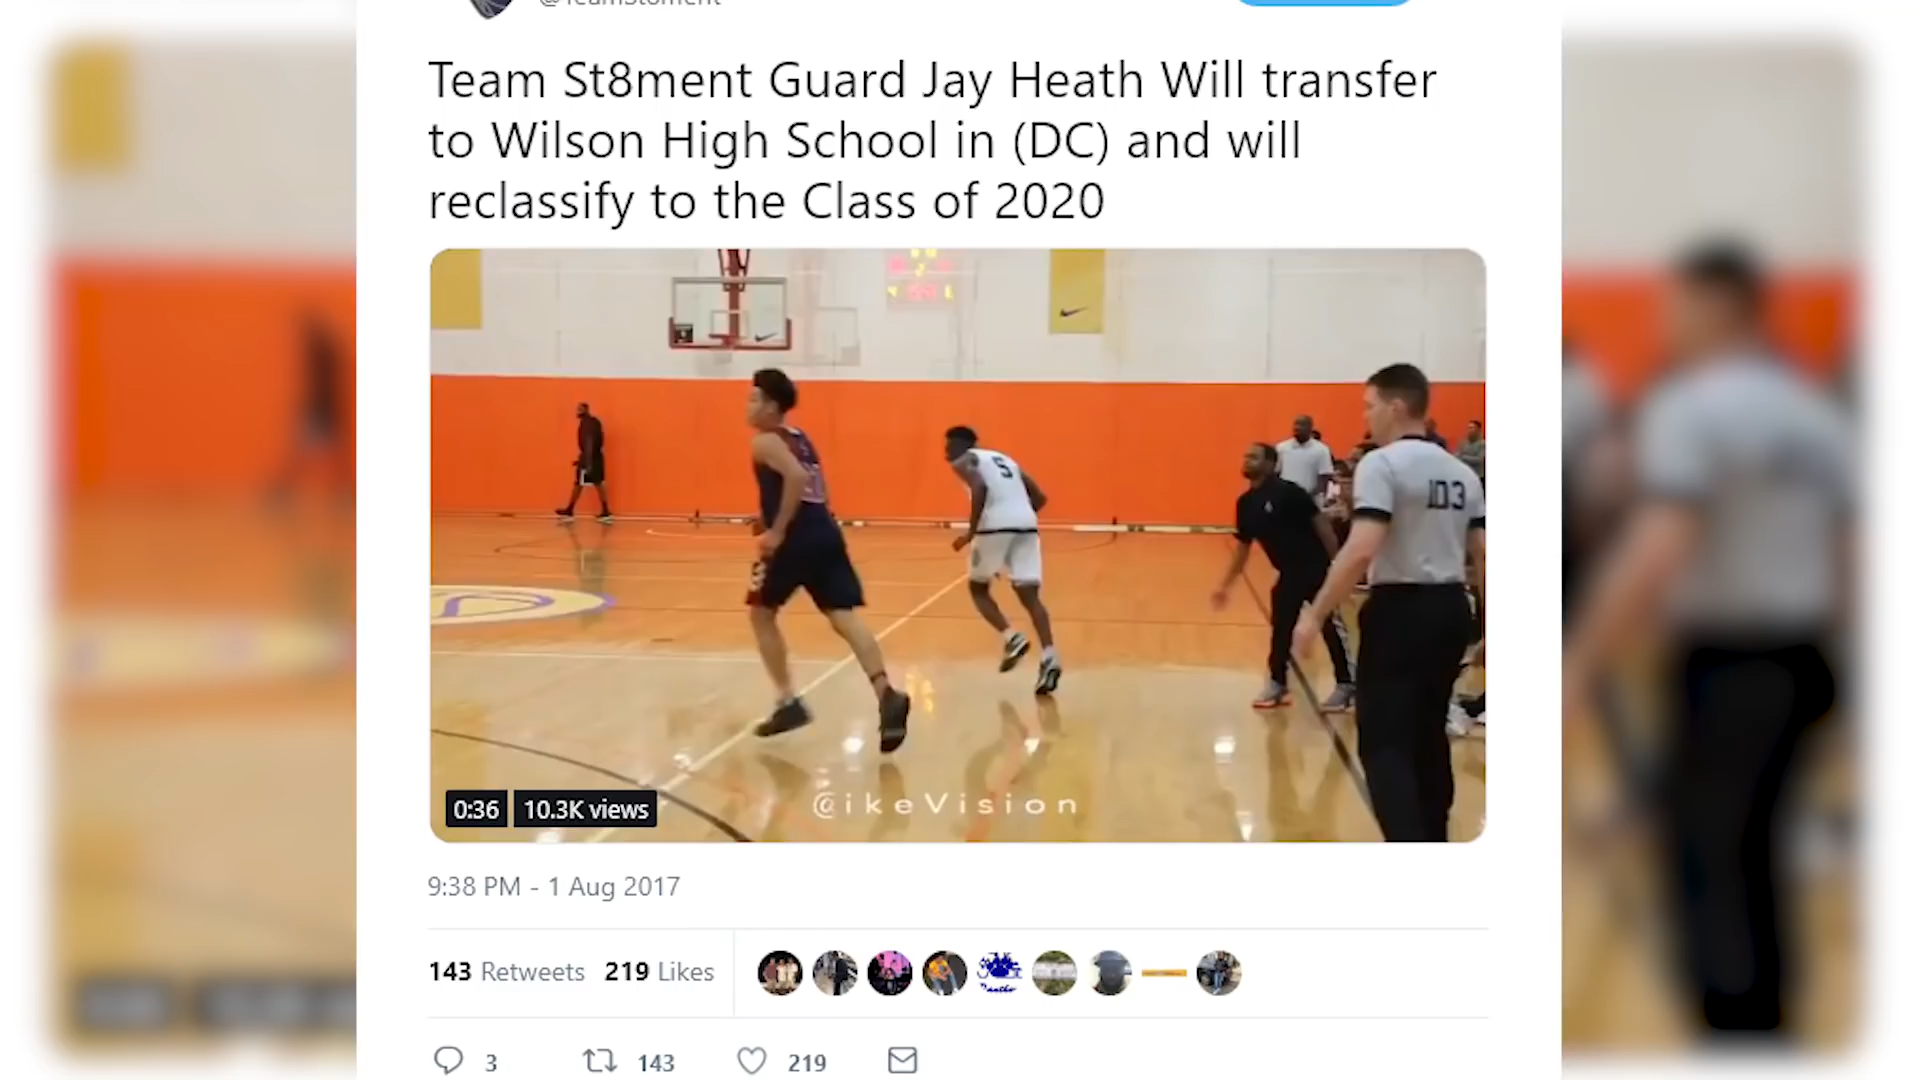 Team St8ment Guard Jay Heath Will transfer
to Wilson High School in (DC) and will
reclassify to the Class of 2020
5
103
0:36
10.3K views
@ikeVision
9:38 PM - 1 Aug 2017
143 Retweets 219 Likes
3 143 219